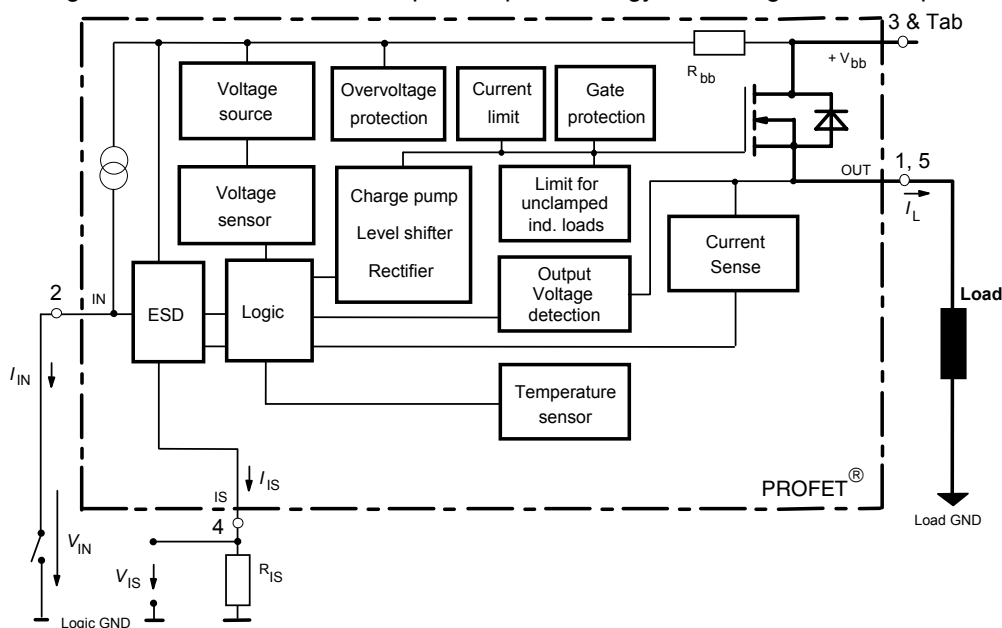 3 & Tab
R bb
+ V bb
Voltage source
Overvoltage protection
Current limit
Gate protection
OUT
1, 5
I L
Voltage sensor
Charge pump
Level shifter
Rectifier
Limit for unclamped ind. loads
Current Sense
2
IN
ESD
Logic
Output Voltage detection
Load
I IN
Temperature sensor
I IS
IS
PROFET®
4
Load GND
V IN
V IS
R IS
Logic GND